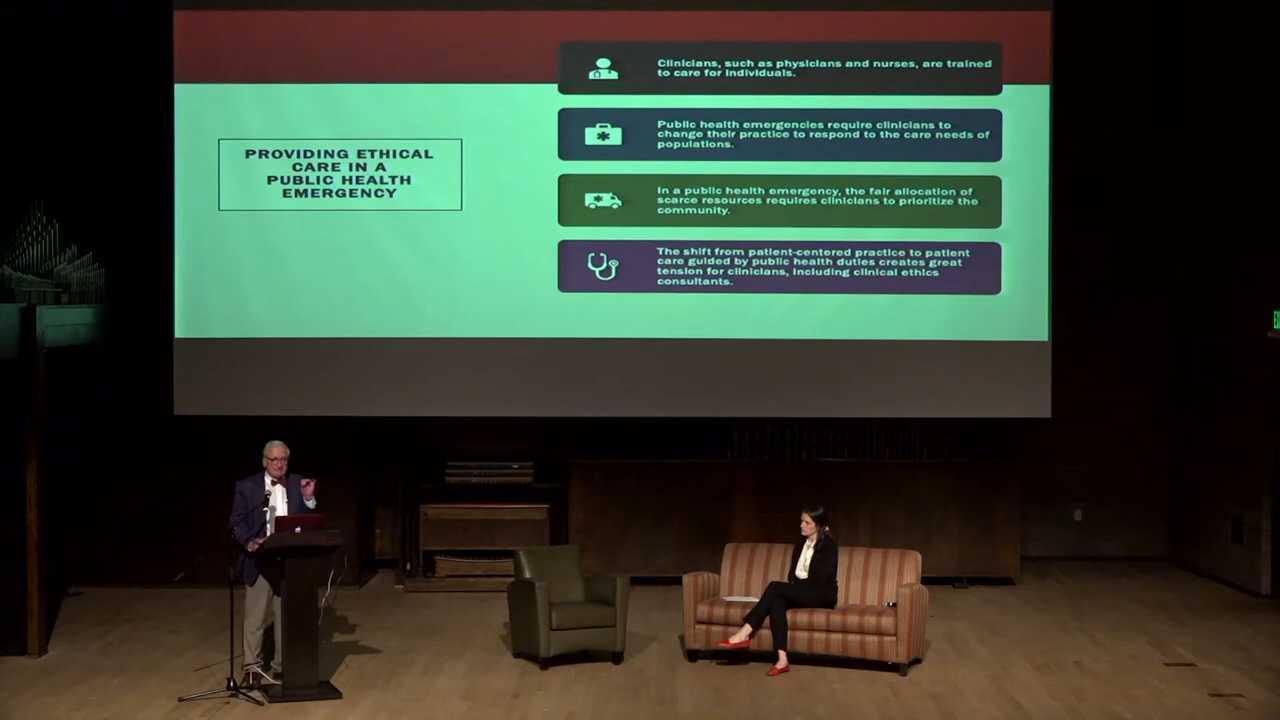 PROVIDING ETHICAL
CARE IN A
PUBLIC HEALTH
EMERGENCY
Clinicians, such as physicians and nurses, are trained
to care for individuals.
Public health emergencies require clinicians to
change their practice to respond to the care needs of
populations.
In a public health emergency, the fair allocation of
scarce resources requires clinicians to prioritize the
community.
The shift from patient-centered practice to patient
care guided by public health duties creates great
tension for clinicians, including clinical ethics
consultants.